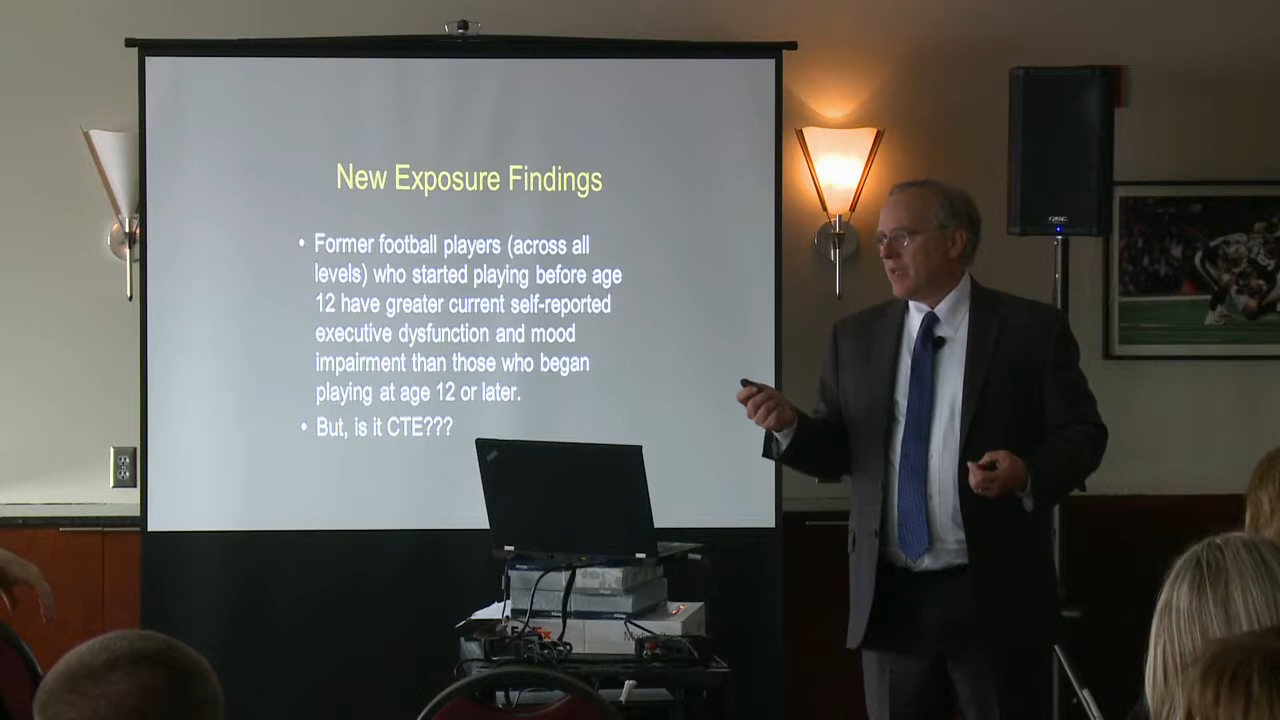 New Exposure Findings
• Former football players (across all
levels) who started playing before age
12 have greater current self-reported
executive dysfunction and mood
impairment than those who began
playing at age 12 or later.
• But, is it CTE???
QSC
FedEx